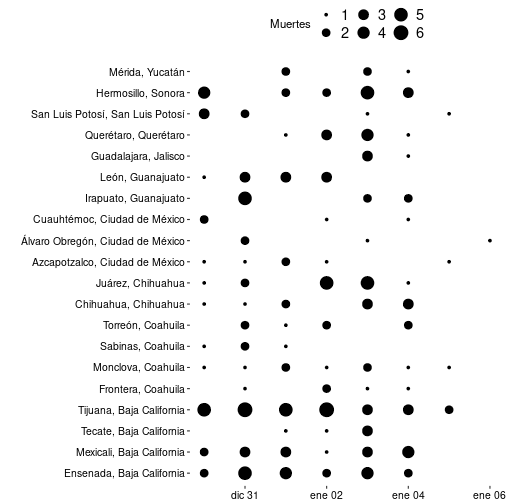 Muertes 1 3 5
2 4 6
Mérida, Yucatán
Hermosillo, Sonora
San Luis Potosí, San Luis Potosí
Querétaro, Querétaro
Guadalajara, Jalisco
León, Guanajuato
Irapuato, Guanajuato
Cuauhtémoc, Ciudad de México
Álvaro Obregón, Ciudad de México
Azcapotzalco, Ciudad de México
Juárez, Chihuahua
Chihuahua, Chihuahua
Torreón, Coahuila
Sabinas, Coahuila
Monclova, Coahuila
Frontera, Coahuila
Tijuana, Baja California
Tecate, Baja California
Mexicali, Baja California
Ensenada, Baja California
dic 31 ene 02 ene 04 ene 06